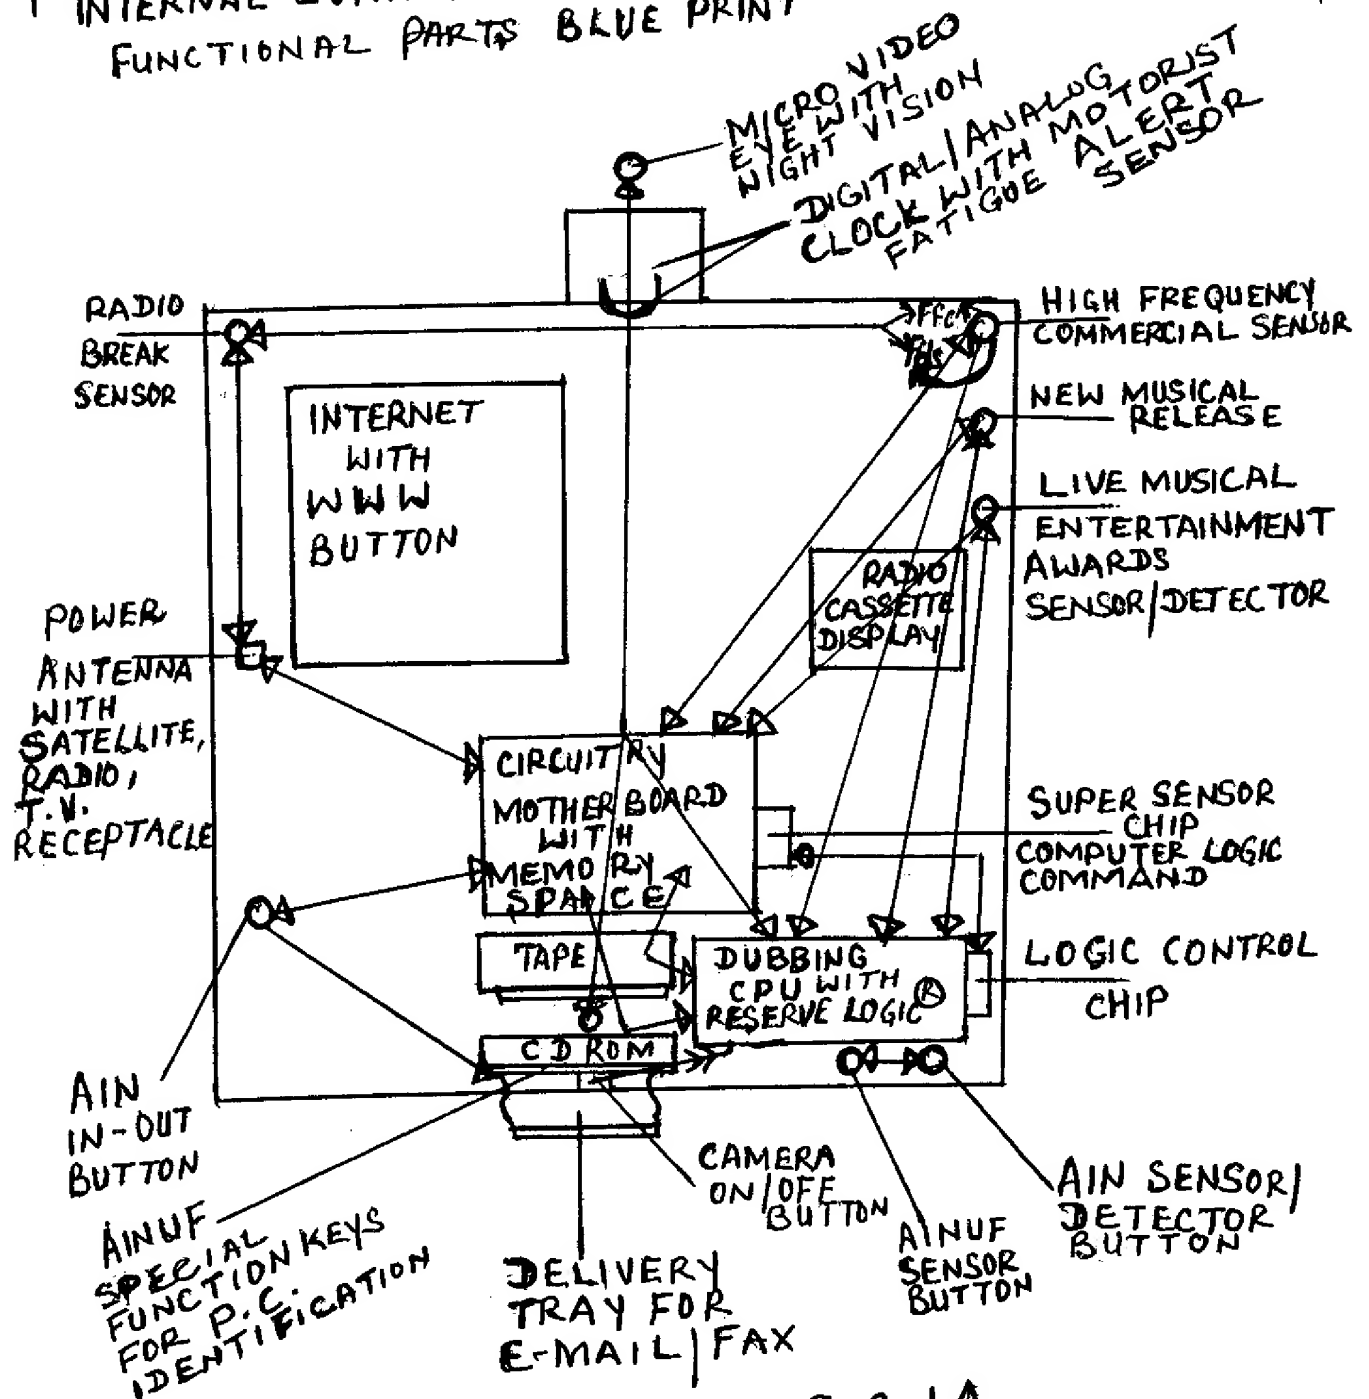 INTERNAL
FUNCTIONAL PARTS BLUE PRINT
MICRO VIDEO
EYE WITH
NIGHT VISION
DIGITAL/ANALOG
CLOCK WITH MOTORIST
FATIGUE ALERT
SENSOR
RADIO
BREAK
SENSOR
HIGH FREQUENCY
COMMERCIAL SENSOR
NEW MUSICAL
RELEASE
LIVE MUSICAL
ENTERTAINMENT
AWARDS
SENSOR/DETECTOR
INTERNET
WITH
WWW
BUTTON
RADIO
CASSETTE
DISPLAY
POWER
ANTENNA
WITH
SATELLITE,
RADIO,
T.V.
RECEPTACLE
CIRCUITRY
MOTHERBOARD
WITH
MEMORY
SPACE
SUPER SENSOR
CHIP
COMPUTER LOGIC
COMMAND
TAPE
DUBBING
CPU WITH
RESERVE LOGIC ®
LOGIC CONTROL
CHIP
CD ROM
AIN
IN-OUT
BUTTON
AINUF
SPECIAL
FUNCTION KEYS
FOR P.C.
IDENTIFICATION
DELIVERY
TRAY FOR
E-MAIL/FAX
CAMERA
ON/OFF
BUTTON
AINUF
SENSOR
BUTTON
AIN SENSOR/
DETECTOR
BUTTON